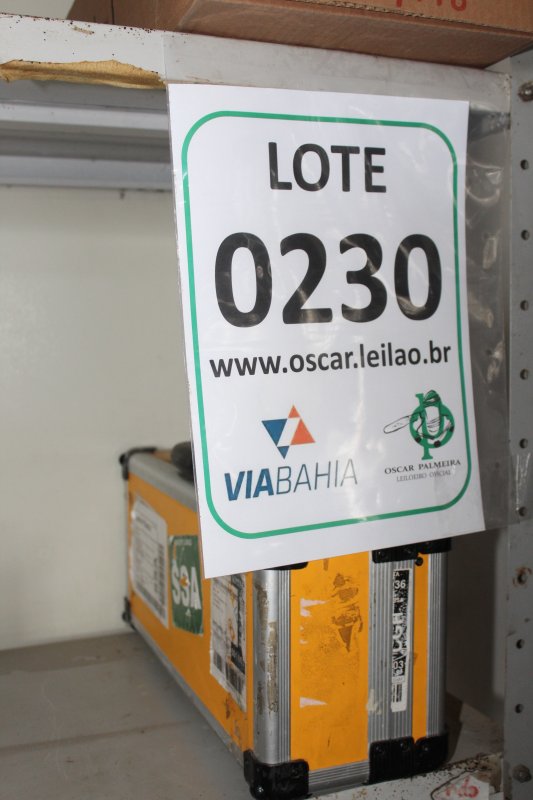 LOTE
0230
www.oscar.leilao.br
VIABAHIA
OSCAR PALMEIRA
LEILOEIRO OFICIAL
SSA